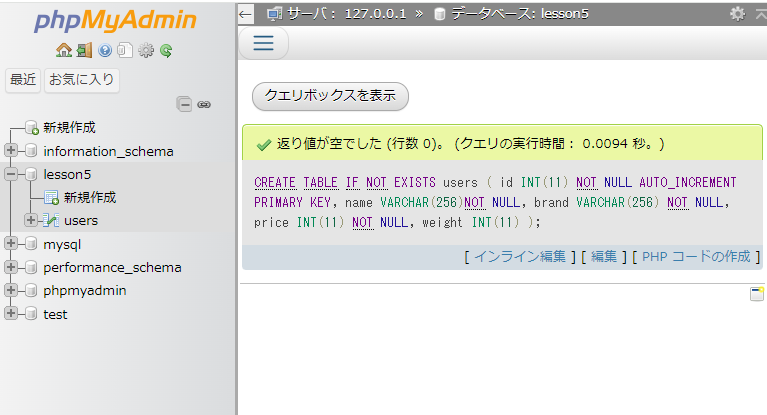 phpMyAdmin
最近 お気に入り
新規作成
information_schema
lesson5
新規作成
users
mysql
performance_schema
phpmyadmin
test
サーバ: 127.0.0.1 » データベース: lesson5
クエリボックスを表示
返り値が空でした (行数 0)。 (クエリの実行時間: 0.0094 秒。)
CREATE TABLE IF NOT EXISTS users ( id INT(11) NOT NULL AUTO_INCREMENT
PRIMARY KEY, name VARCHAR(256)NOT NULL, brand VARCHAR(256) NOT NULL,
price INT(11) NOT NULL, weight INT(11) );
[ インライン編集 ] [ 編集 ] [ PHP コードの作成 ]